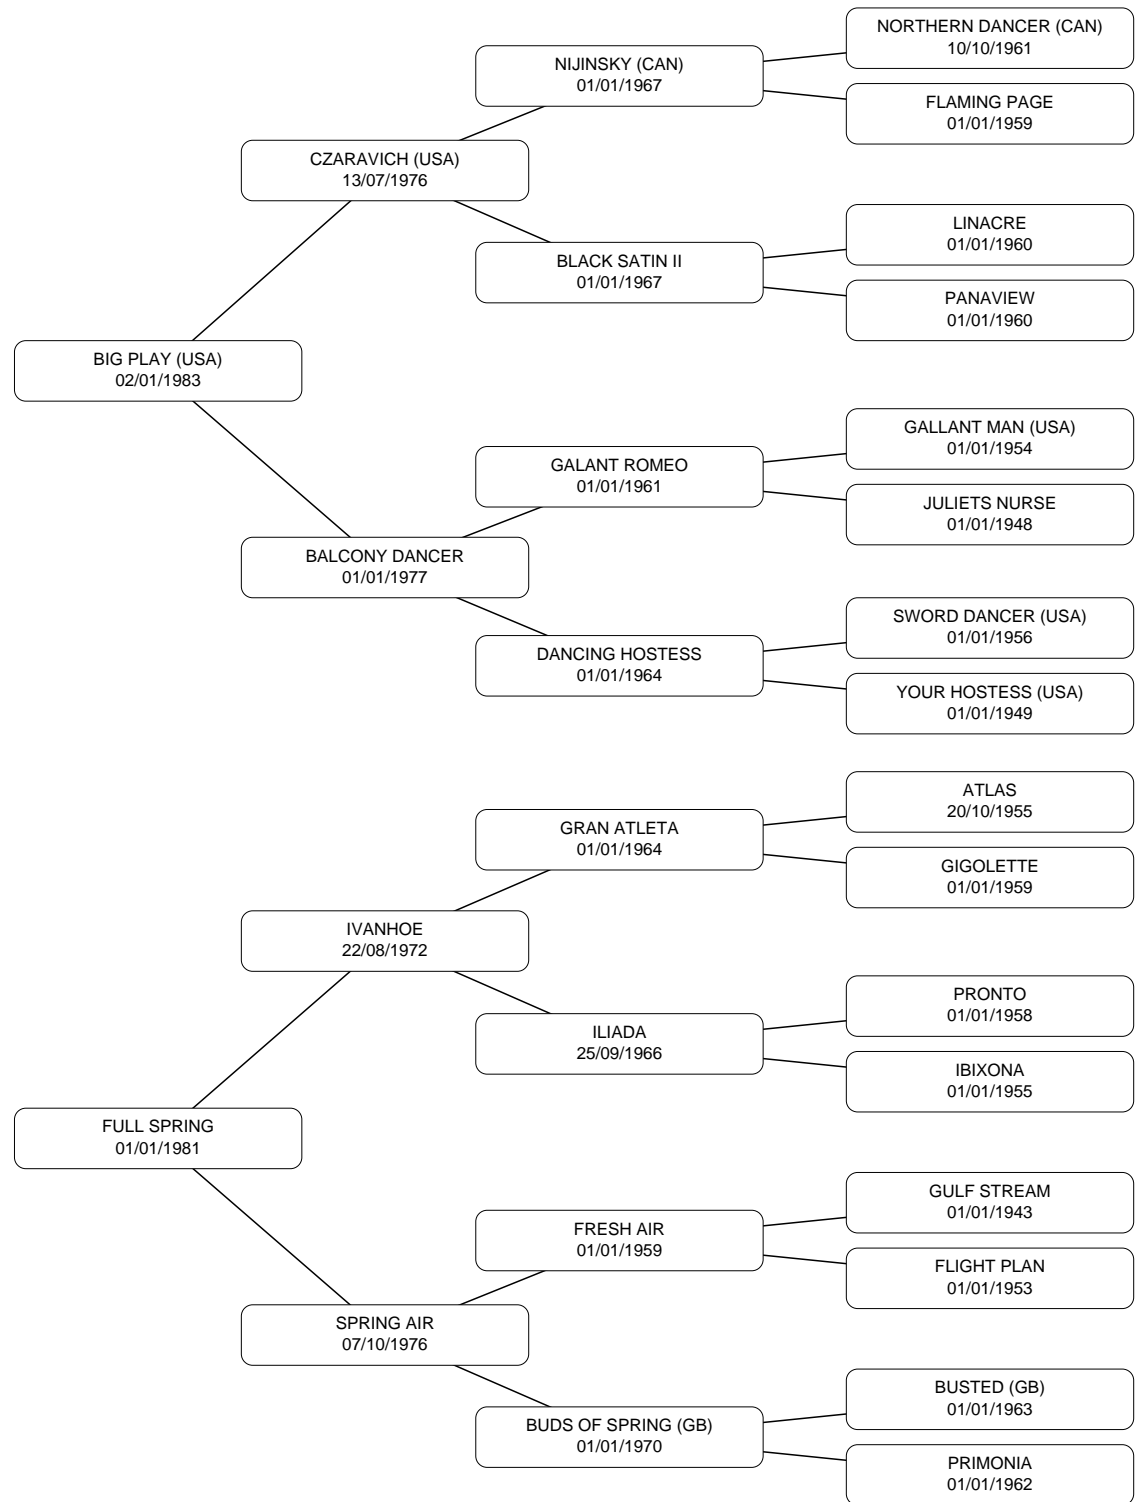 NORTHERN DANCER (CAN)
10/10/1961
NIJINSKY (CAN)
01/01/1967
FLAMING PAGE
01/01/1959
CZARAVICH (USA)
13/07/1976
LINACRE
01/01/1960
BLACK SATIN II
01/01/1967
PANAVIEW
01/01/1960
BIG PLAY (USA)
02/01/1983
GALLANT MAN (USA)
01/01/1954
GALANT ROMEO
01/01/1961
JULIETS NURSE
01/01/1948
BALCONY DANCER
01/01/1977
SWORD DANCER (USA)
01/01/1956
DANCING HOSTESS
01/01/1964
YOUR HOSTESS (USA)
01/01/1949
ATLAS
20/10/1955
GRAN ATLETA
01/01/1964
GIGOLETTE
01/01/1959
IVANHOE
22/08/1972
PRONTO
01/01/1958
ILIADA
25/09/1966
IBIXONA
01/01/1955
FULL SPRING
01/01/1981
GULF STREAM
01/01/1943
FRESH AIR
01/01/1959
FLIGHT PLAN
01/01/1953
SPRING AIR
07/10/1976
BUSTED (GB)
01/01/1963
BUDS OF SPRING (GB)
01/01/1970
PRIMONIA
01/01/1962